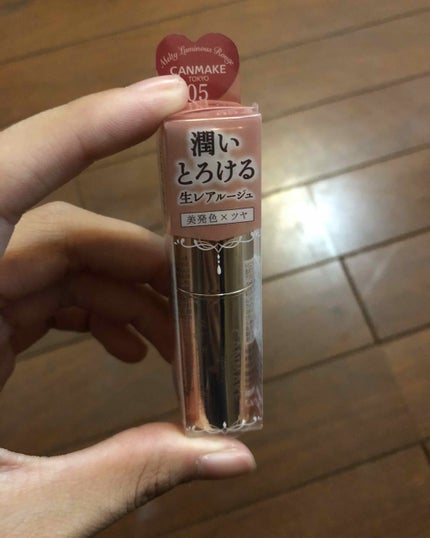 Melty Luminous Rouge
CANMAKE
TOKYO
05
潤い
とろける
生レアルージュ
美発色×ツヤ